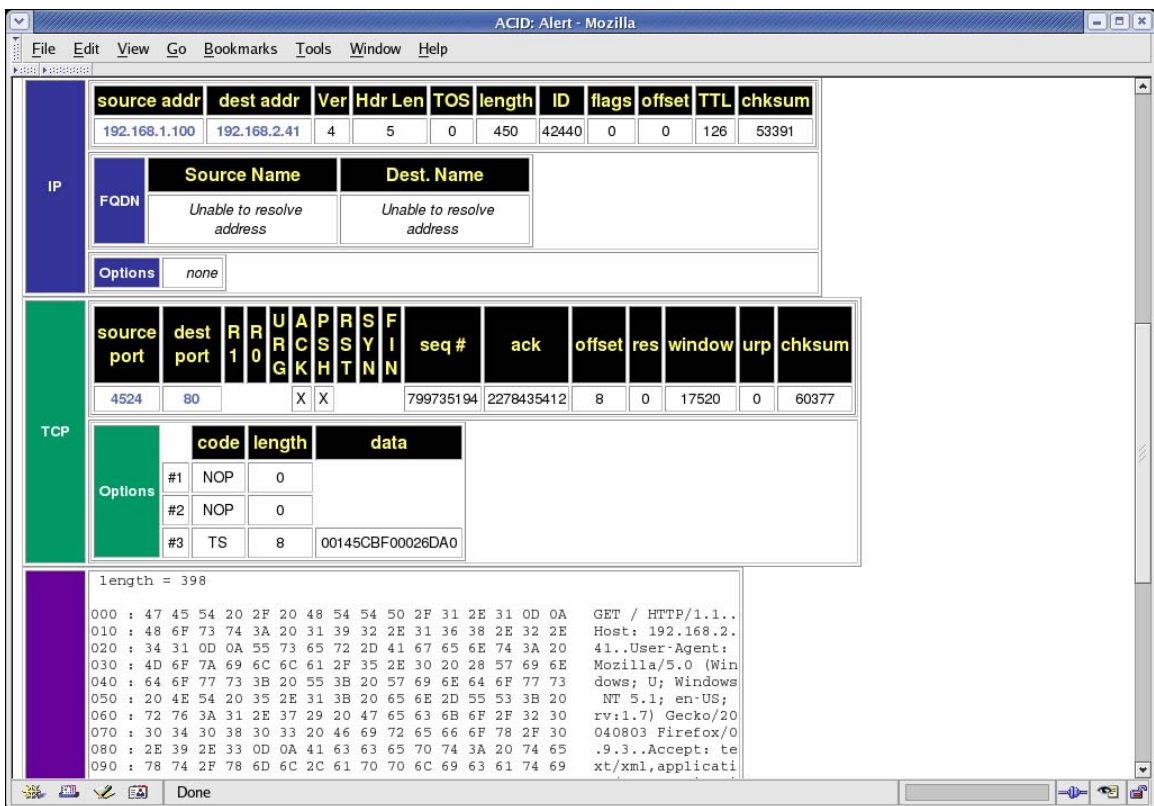 ACID: Alert - Mozilla
File Edit View Go Bookmarks Tools Window Help
IP
source addr dest addr Ver Hdr Len TOS length ID flags offset TTL chksum
192.168.1.100 192.168.2.41 4 5 0 450 42440 0 0 126 53391
FQDN
Source Name Dest. Name
Unable to resolve address Unable to resolve address
Options none
TCP
source port dest port R1 R0 URG ACK PSH RST SYN FIN seq # ack offset res window urp chksum
4524 80 X X 799735194 2278435412 8 0 17520 0 60377
Options
code length data
#1 NOP 0
#2 NOP 0
#3 TS 8 00145CBF00026DA0
length = 398
000 : 47 45 54 20 2F 20 48 54 54 50 2F 31 2E 31 0D 0A GET / HTTP/1.1..
010 : 48 6F 73 74 3A 20 31 39 32 2E 31 36 38 2E 32 2E Host: 192.168.2.
020 : 34 31 0D 0A 55 73 65 72 2D 41 67 65 6E 74 3A 20 41..User-Agent:
030 : 4D 6F 7A 69 6C 6C 61 2F 35 2E 30 20 28 57 69 6E Mozilla/5.0 (Win
040 : 64 6F 77 73 3B 20 55 3B 20 57 69 6E 64 6F 77 73 dows; U; Windows
050 : 20 4E 54 20 35 2E 31 3B 20 65 6E 2D 55 53 3B 20 NT 5.1; en-US;
060 : 72 76 3A 31 2E 37 29 20 47 65 63 6B 6F 2F 32 30 rv:1.7) Gecko/20
070 : 30 34 30 38 30 33 20 46 69 72 65 66 6F 78 2F 30 040803 Firefox/0
080 : 2E 39 2E 33 0D 0A 41 63 63 65 70 74 3A 20 74 65 .9.3..Accept: te
090 : 78 74 2F 78 6D 6C 2C 61 70 70 6C 69 63 61 74 69 xt/xml,applicati
Done